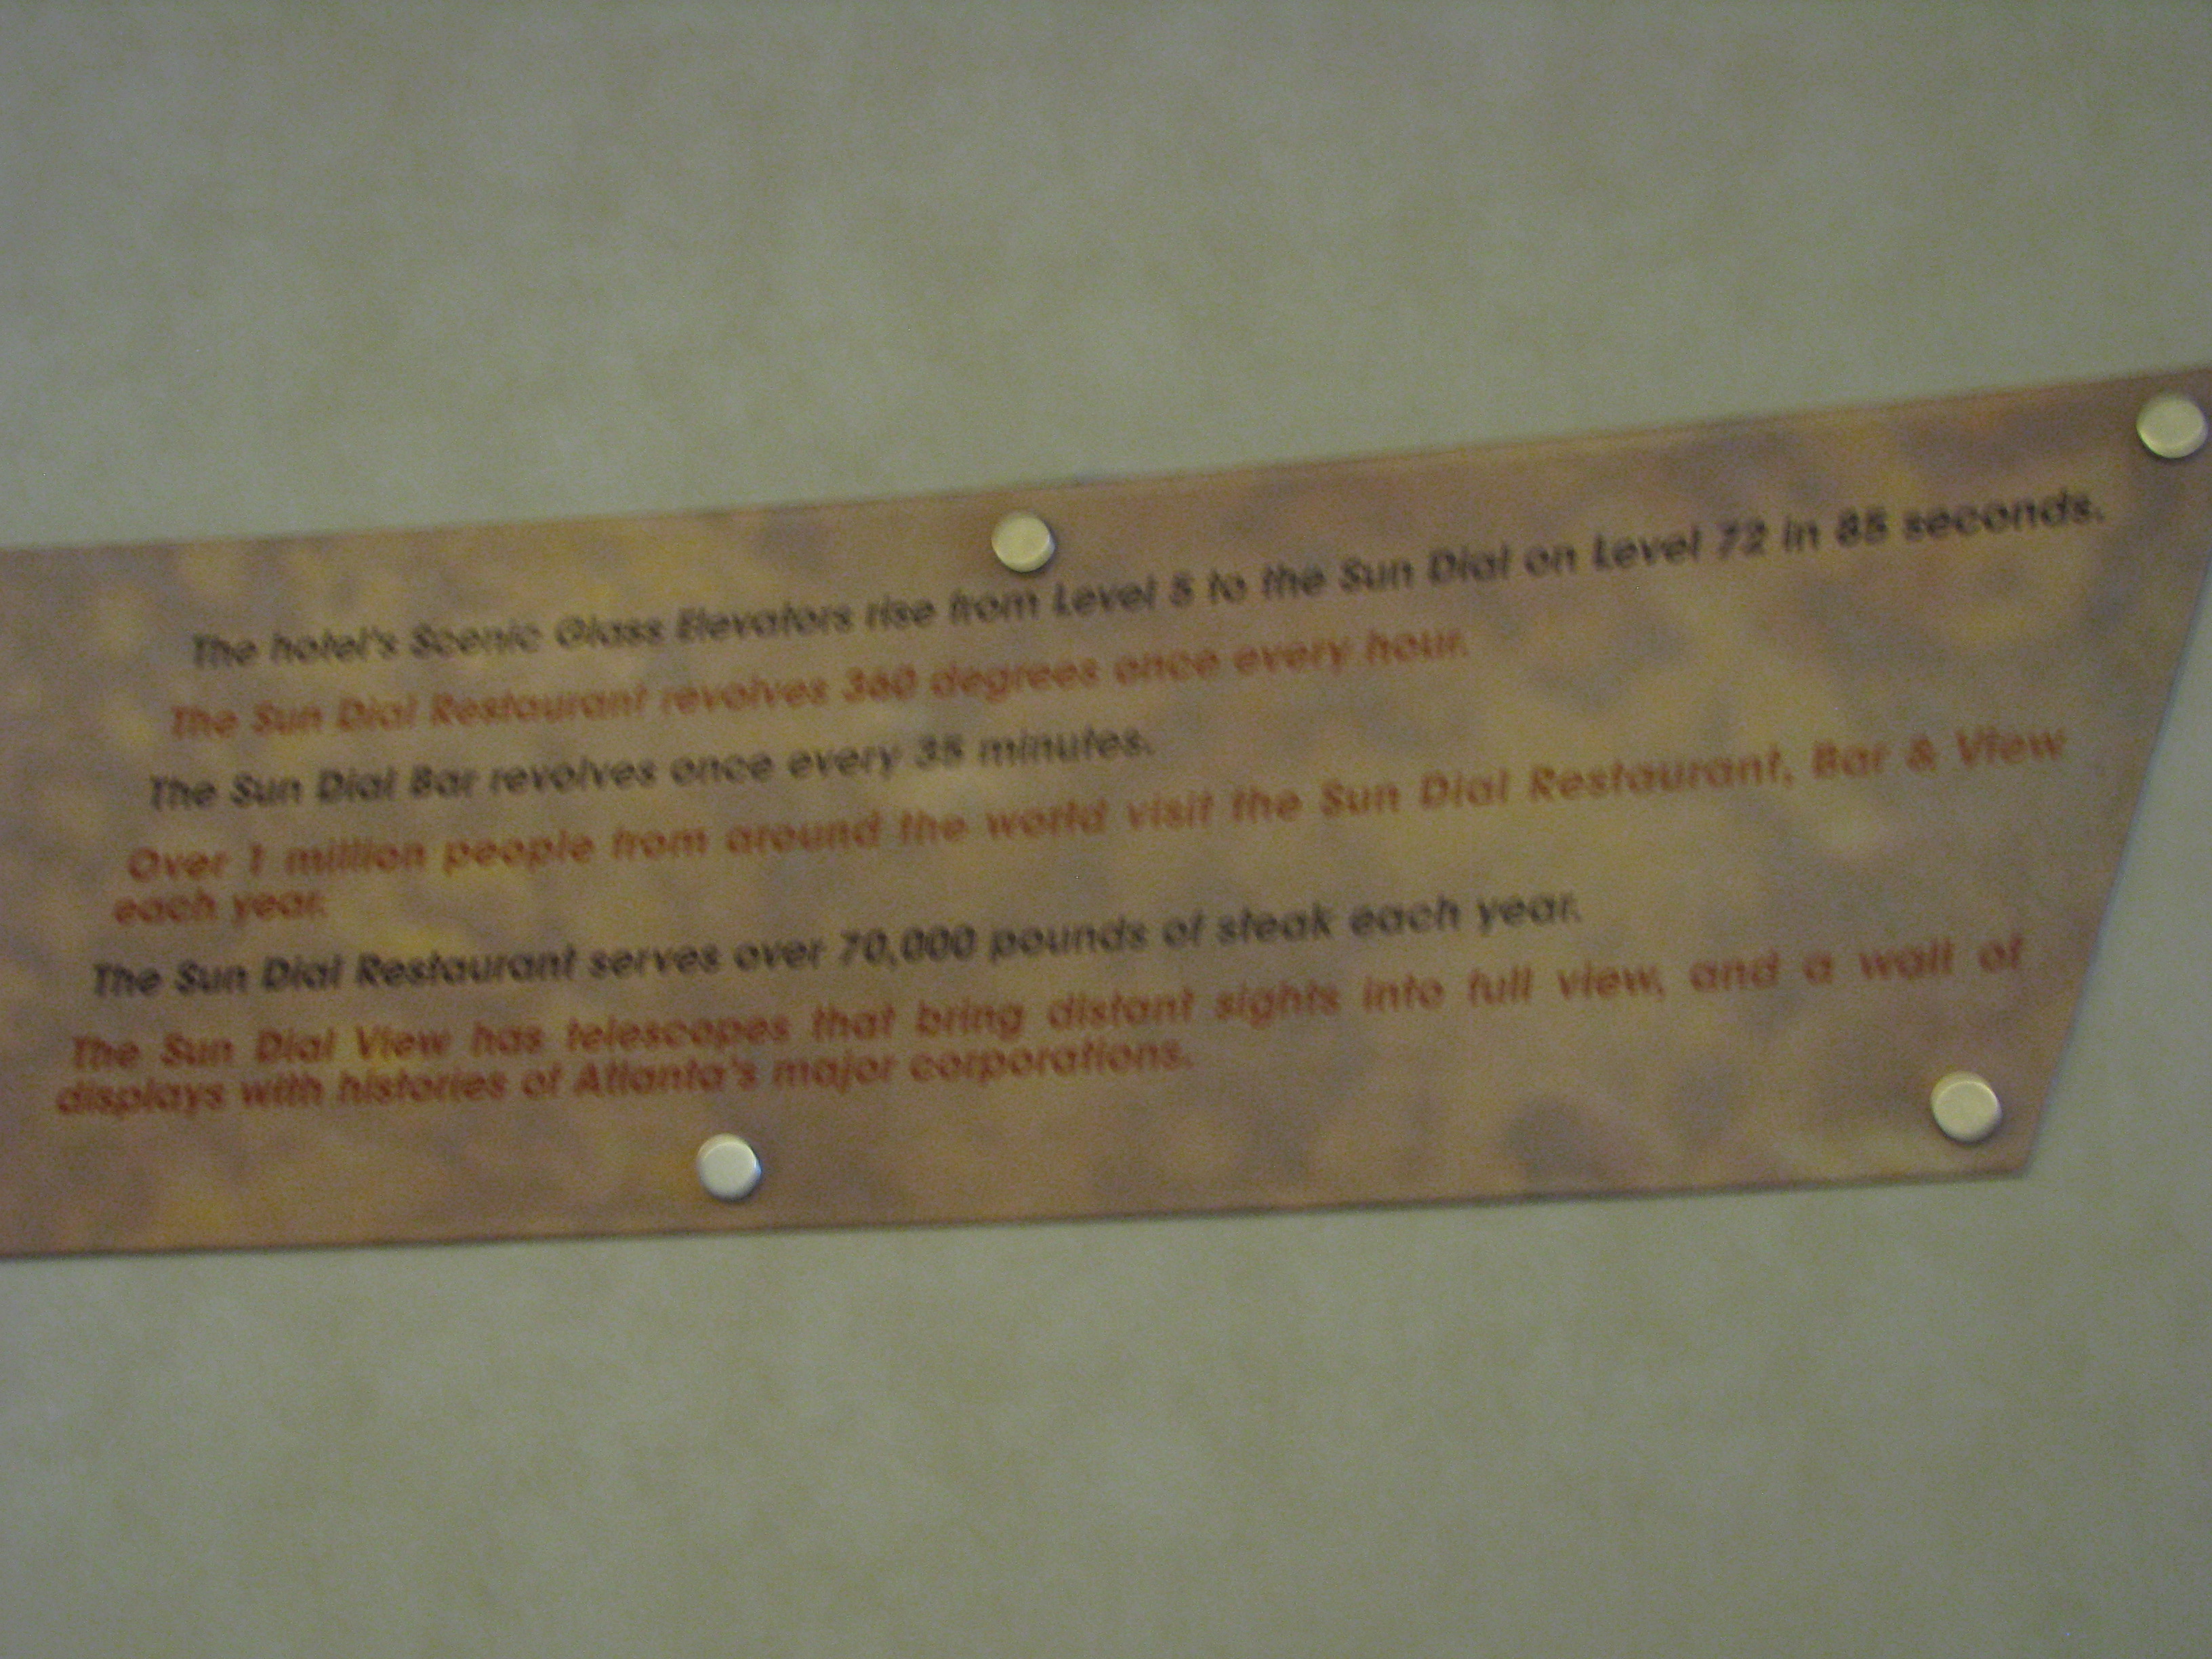 The hotel's Scenic Glass Elevators rise from Level 5 to the Sun Dial on Level 72 in 85 seconds.
The Sun Dial Restaurant revolves 360 degrees once every hour.
The Sun Dial Bar revolves once every 35 minutes.
Over 1 million people from around the world visit the Sun Dial Restaurant, Bar & View
each year.
The Sun Dial Restaurant serves over 70,000 pounds of steak each year.
The Sun Dial View has telescopes that bring distant sights into full view, and a wall of
displays with histories of Atlanta's major corporations.